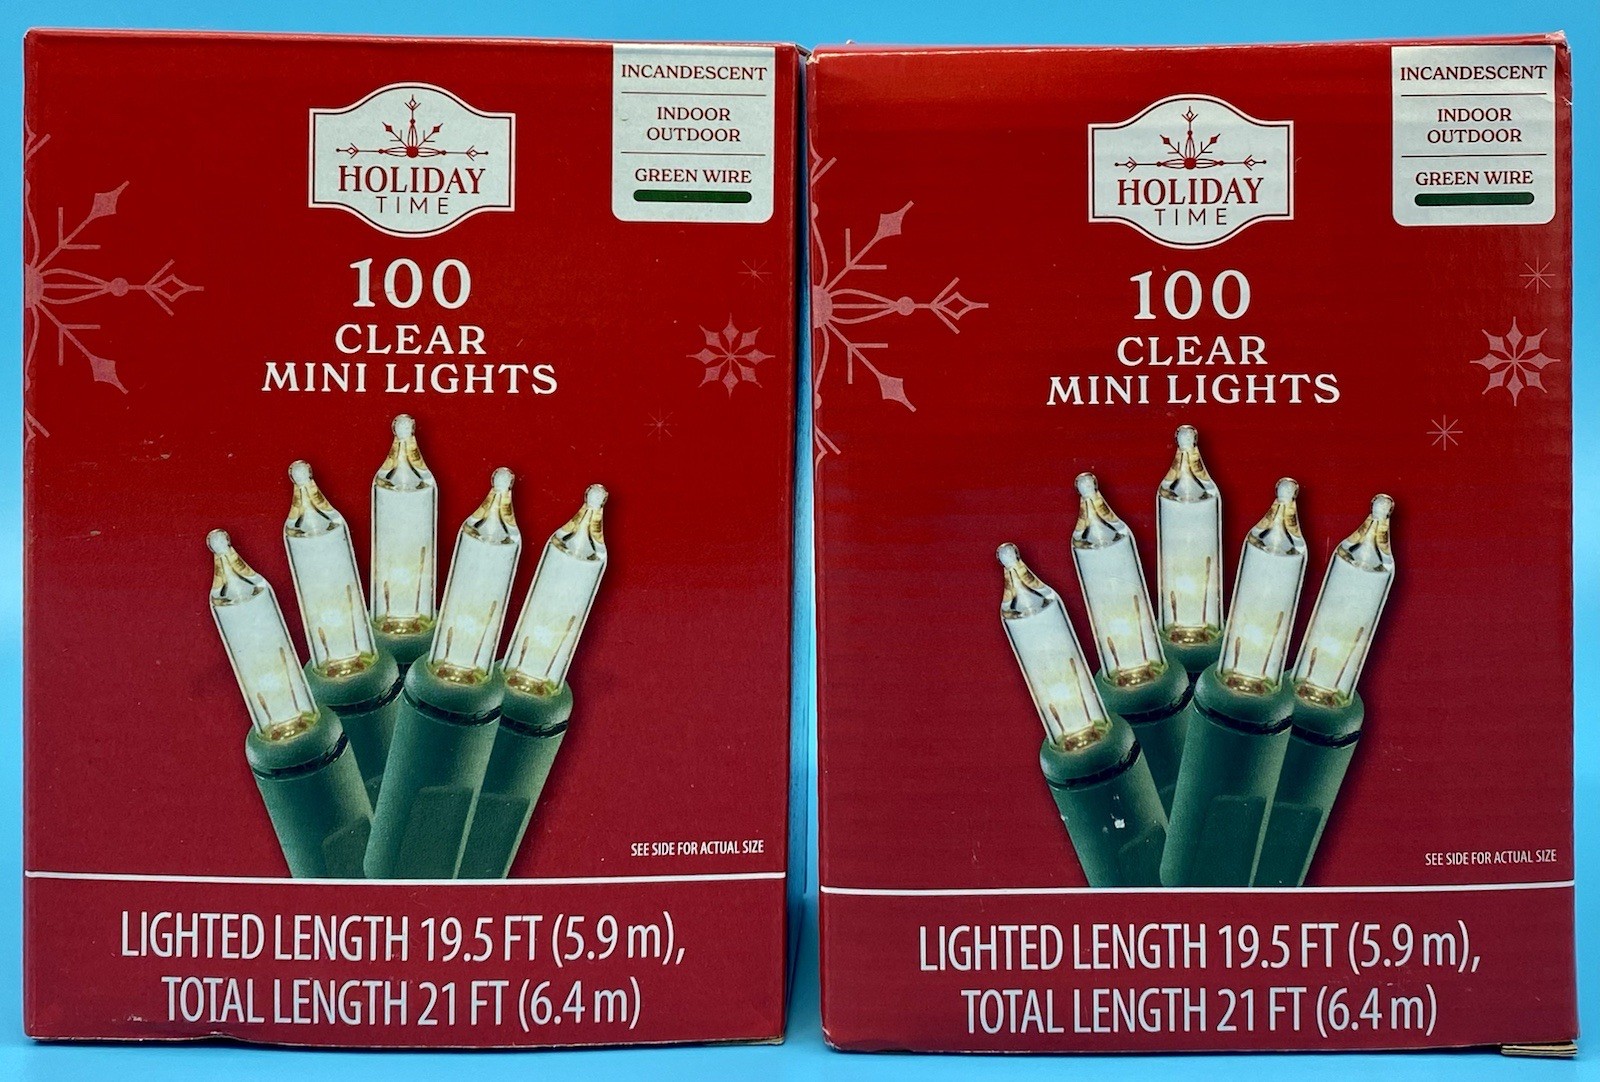 HOLIDAY
TIME
INCANDESCENT
INDOOR
OUTDOOR
GREEN WIRE
100
CLEAR
MINI LIGHTS
SEE SIDE FOR ACTUAL SIZE
LIGHTED LENGTH 19.5 FT (5.9 m),
TOTAL LENGTH 21 FT (6.4 m)
HOLIDAY
TIME
INCANDESCENT
INDOOR
OUTDOOR
GREEN WIRE
100
CLEAR
MINI LIGHTS
SEE SIDE FOR ACTUAL SIZE
LIGHTED LENGTH 19.5 FT (5.9 m),
TOTAL LENGTH 21 FT (6.4 m)